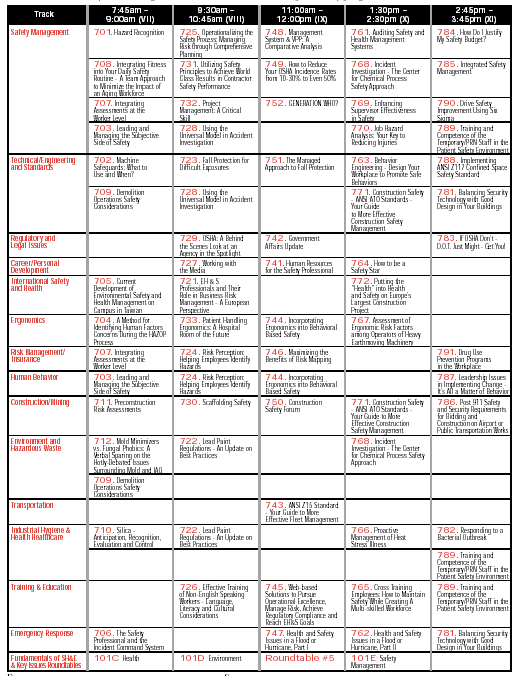 Track
7:45am –
9:00am (VII)
9:30am –
10:45am (VIII)
11:00am –
12:00pm (IX)
1:30pm –
2:30pm (X)
2:45pm –
3:45pm (XI)
Safety Management
701. Hazard Recognition
725. Operationalizing the
Safety Process: Managing
Risk through Comprehensive
Planning
748. Management
System & VPP: A
Comparative Analysis
761. Auditing and Health
Safety Management
Systems
784. How Do I Justify
My Safety Budget?
708. Integrating Fitness
into Your Daily Safety
Routine - A Team Approach
to Minimize the Impact of
an Aging Workforce
731. Utilizing Safety
Principles to Achieve World
Class Results in Contractor
Safety Performance
749. How to Reduce
Your OSHA Incidence Rates
from 10-30% to Even 50%
768. Incident
Investigation - The Center
for Chemical Process
Safety Approach
785. Integrated Safety
Management
707. Integrating
Assessments at the
Worker Level
732. Project
Management: A Critical
Skill
752. GENERATION WHO?
769. Enhancing
Supervisor Effectiveness
in Safety
790. Drive Safety
Improvement Using Six
Sigma
703. Leading and
Managing the Subjective
Side of Safety
728. Using the
Universal Model in Accident
Investigation
770. Job Hazard
Analysis: Your Key to
Reducing Injuries
789. Training and
Competence of the
Temporary/PRN Staff in the
Patient Safety Environment
Technical/Engineering
and Standards
702. Machine
Safeguards: What to
Use and When?
723. Fall Protection for
Difficult Exposures
751. The Managed
Approach to Fall Protection
763. Behavior
Engineering - Design Your
Workplace to Promote Safe
Behaviors
788. Implementing
ANSI Z117 Confined Space
Safety Standard
709. Demolition
Operations Safety
Considerations
728. Using the
Universal Model in Accident
Investigation
771. Construction Safety
- ANSI A10 Standards -
Your Guide
to More Effective
Construction Safety
Management
781. Balancing Security
Technology with Good
Design in Your Buildings
Regulatory and
Legal Issues
729. OSHA: A Behind
the Scenes Look at an
Agency in the Spotlight
742. Government
Affairs Update
783. If OSHA Don't -
D.O.T. Just Might - Get You!
Career/Personal
Development
727. Working with
the Media
741. Human Resources
for the Safety Professional
764. How to be a
Safety Star
International Safety
and Health
705. Current
Development of
Environmental Safety and
Health Management on
Campus in Taiwan
721. EH & S
Professionals and Their
Role in Business Risk
Management - A European
Perspective
772. Putting the
"Health" into Health
and Safety on Europe's
Largest Construction
Project
Ergonomics
704. A Method for
Identifying Human Factors
Concerns During the HAZOP
Process
733. Patient Handling
Ergonomics: A Hospital
Room of the Future
744. Incorporating
Ergonomics into Behavioral
Based Safety
767. Assessment of
Ergonomic Risk Factors
among Operators of Heavy
Earthmoving Machinery
Risk Management/
Insurance
707. Integrating
Assessments at the
Worker Level
724. Risk Perception:
Helping Employees Identify
Hazards
746. Maximizing the
Benefits of Risk Mapping
791. Drug Use
Prevention Programs
in the Workplace
Human Behavior
703. Leading and
Managing the Subjective
Side of Safety
724. Risk Perception:
Helping Employees Identify
Hazards
744. Incorporating
Ergonomics into Behavioral
Based Safety
787. Leadership Issues
in Implementing Change -
It's All a Matter of Behavior
Construction/Mining
711. Preconstruction
Risk Assessments
730. Scaffolding Safety
750. Construction
Safety Forum
771. Construction Safety
- ANSI A10 Standards -
Your Guide to More
Effective Construction
Safety Management
786. Post 911 Safety
and Security Requirements
for Bidding and
Construction on Airport or
Public Transportation Works
Environment and
Hazardous Waste
712. Mold Minimizers
vs. Fungal Phobics: A
Verbal Sparring on the
Hotly-Debated Issues
Surrounding Mold and IAQ
722. Lead Paint
Regulations - An Update on
Best Practices
768. Incident
Investigation - The Center
for Chemical Process Safety
Approach
709. Demolition
Operations Safety
Considerations
Transportation
743. ANSI Z15 Standard
- Your Guide to More
Effective Fleet Management
Industrial Hygiene &
Health Healthcare
710. Silica -
Anticipation, Recognition,
Evaluation and Control
722. Lead Paint
Regulations - An Update on
Best Practices
766. Proactive
Management of Heat
Stress Illness
782. Responding to a
Bacterial Outbreak
789. Training and
Competence of the
Temporary/PRN Staff in the
Patient Safety Environment
Training & Education
726. Effective Training
of Non-English Speaking
Workers - Language,
Literacy and Cultural
Considerations
745. Web-based
Solutions to Pursue
Operational Excellence,
Manage Risk, Achieve
Regulatory Compliance and
Reach EH&S Goals
765. Cross Training
Employees: How to Maintain
Safety While Creating A
Multi-skilled Workforce
789. Training and
Competence of the
Temporary/PRN Staff in the
Patient Safety Environment
Emergency Response
706. The Safety
Professional and the
Incident Command System
747. Health and Safety
Issues in a Flood or
Hurricane, Part I
762. Health and Safety
Issues in a Flood or
Hurricane, Part II
781. Balancing Security
Technology with Good
Design in Your Buildings
Fundamentals of SH&E
& Key Issues Roundtables
101C Health
101D Environment
Roundtable #5
101E Safety
Management